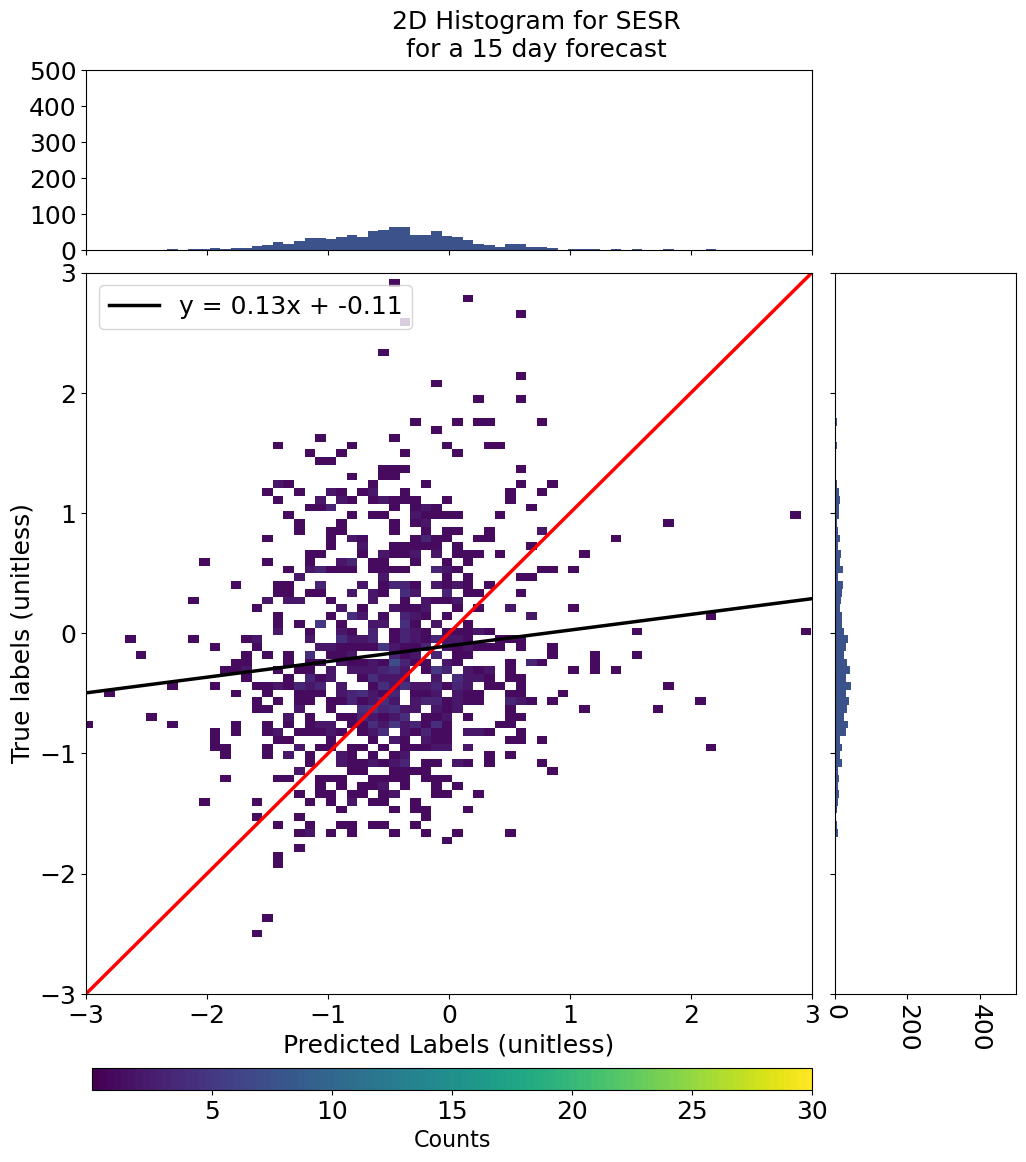 2D Histogram for SESR
for a 15 day forecast
500
400
300
200
100
0
y = 0.13x + -0.11
3
2
1
0
−1
−2
−3
True labels (unitless)
−3 −2 −1 0 1 2 3
Predicted Labels (unitless)
0 200 400
5 10 15 20 25 30
Counts